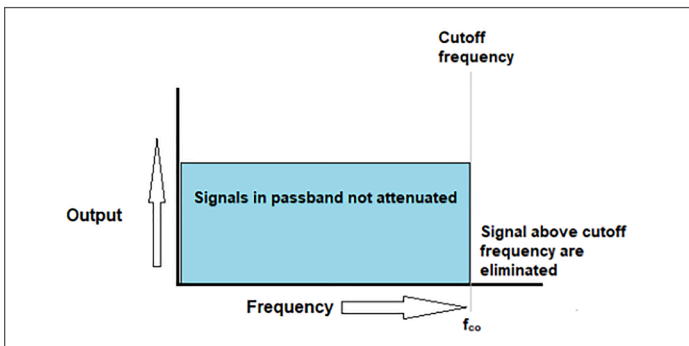 Cutoff
frequency
Signals in passband not attenuated
Output
Signal above cutoff
frequency are
eliminated
Frequency
fco